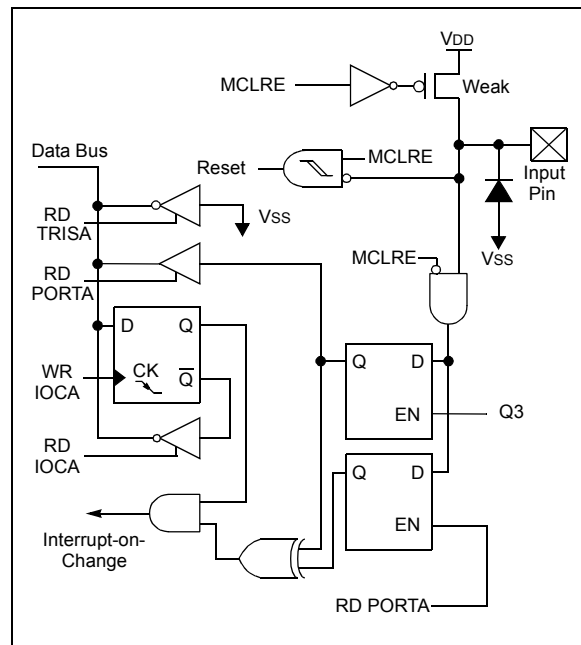 VDD
MCLRE
Weak
Data Bus
Reset
MCLRE
Input
Pin
RD
TRISA
VSS
VSS
RD
PORTA
MCLRE
D
Q
Q
D
WR
IOCA
CK
Q̅
EN
Q3
RD
IOCA
Q
D
EN
Interrupt-on-
Change
RD PORTA